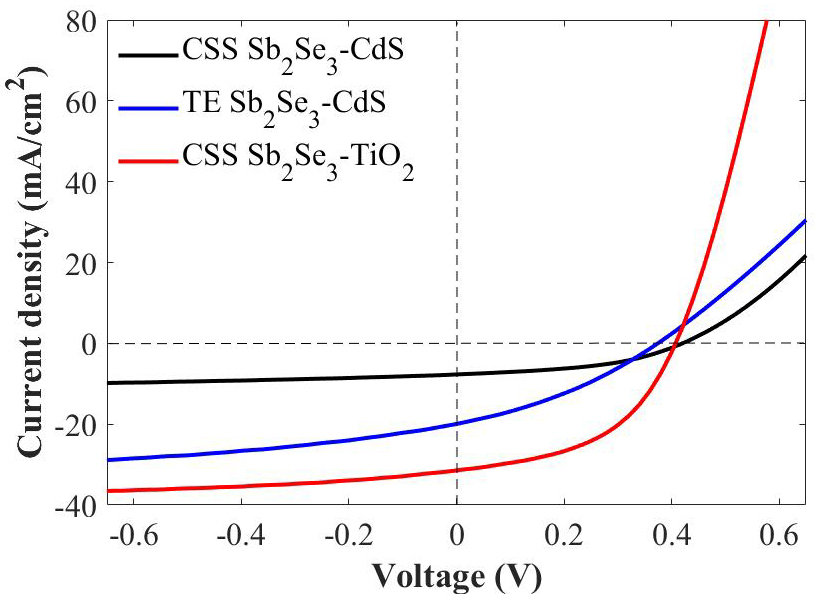 80
60
40
20
0
-20
-40
Current density (mA/cm²)
CSS Sb₂Se₃-CdS
TE Sb₂Se₃-CdS
CSS Sb₂Se₃-TiO₂
-0.6 -0.4 -0.2 0 0.2 0.4 0.6
Voltage (V)